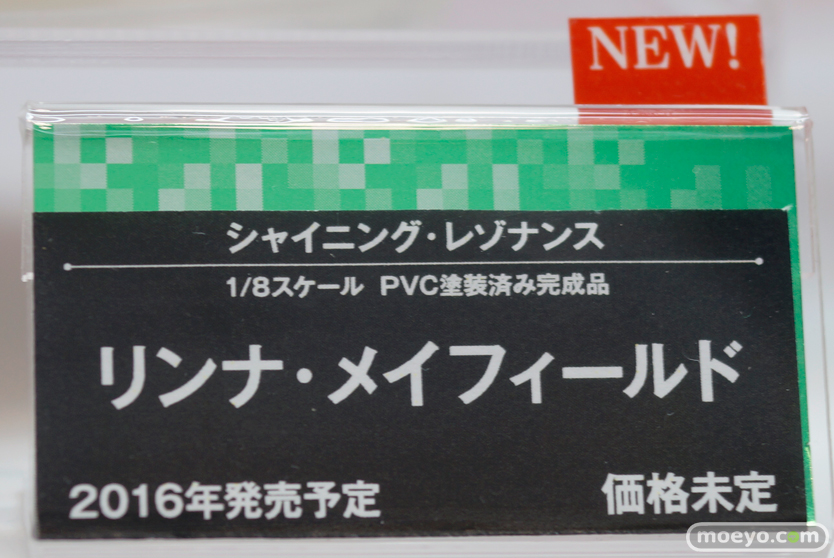 NEW!
シャイニング・レゾナンス
1/8スケール PVC塗装済み完成品
リンナ・メイフィールド
2016年発売予定
価格未定
moeyo.com